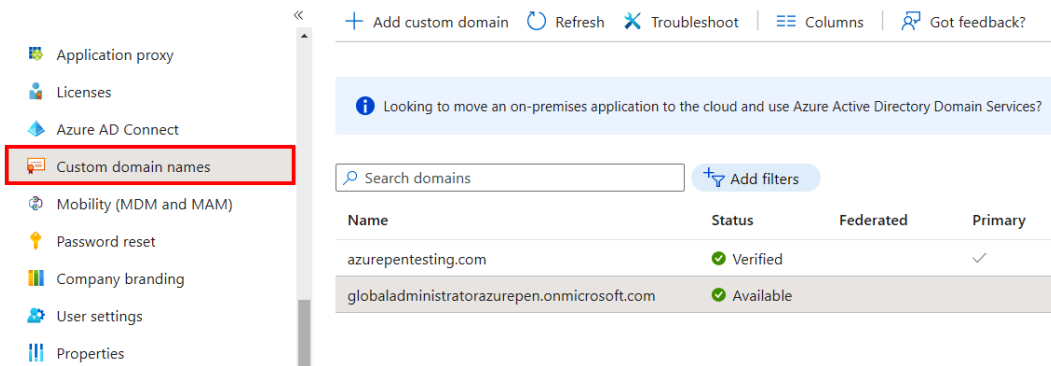 Application proxy
Licenses
Azure AD Connect
Custom domain names
Mobility (MDM and MAM)
Password reset
Company branding
User settings
Properties
Add custom domain Refresh Troubleshoot Columns Got feedback?
Looking to move an on-premises application to the cloud and use Azure Active Directory Domain Services?
Search domains Add filters
Name Status Federated Primary
azurepentesting.com Verified
globaladministratorazurepen.onmicrosoft.com Available